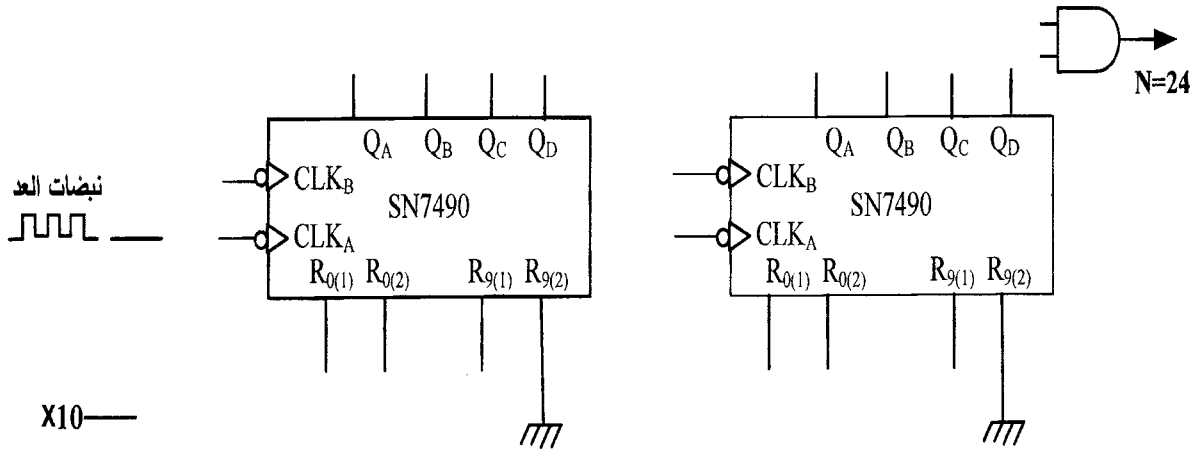 N=24
Q_A Q_B Q_C Q_D
Q_A Q_B Q_C Q_D
CLK_B
CLK_B
نبضات العد
SN7490
SN7490
CLK_A
CLK_A
R_0(1) R_0(2) R_9(1) R_9(2)
R_0(1) R_0(2) R_9(1) R_9(2)
X10